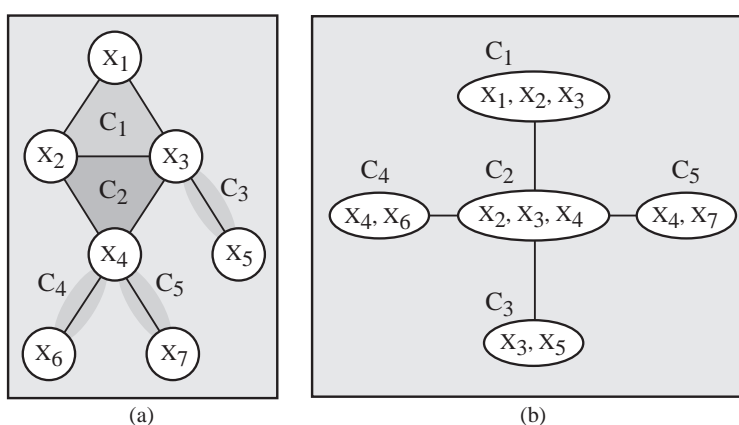 X1
C1
X2
X3
C2
C3
X4
X5
C4
C5
X6
X7
(a)
C1
X1, X2, X3
C4
C2
C5
X4, X6
X2, X3, X4
X4, X7
C3
X3, X5
(b)